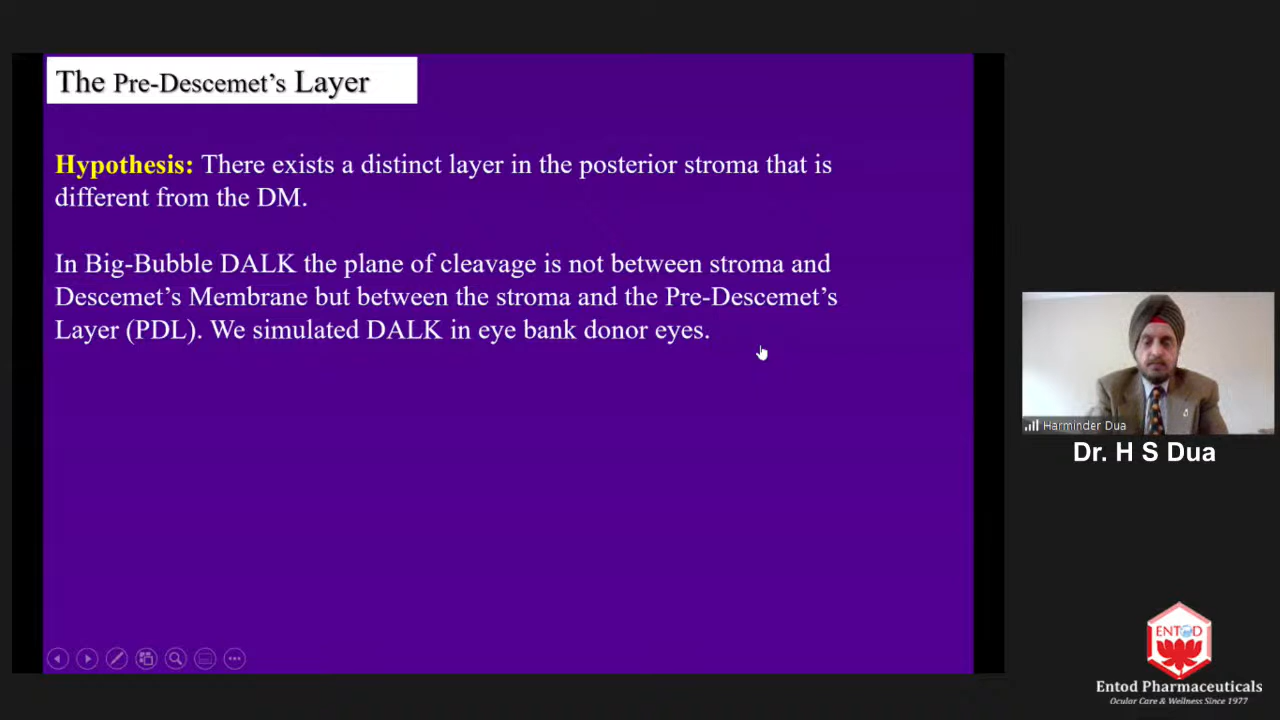 The Pre-Descemet's Layer
Hypothesis: There exists a distinct layer in the posterior stroma that is
different from the DM.
In Big-Bubble DALK the plane of cleavage is not between stroma and
Descemet's Membrane but between the stroma and the Pre-Descemet's
Layer (PDL). We simulated DALK in eye bank donor eyes.
Harminder Dua
Dr. H S Dua
ENTOD
Entod Pharmaceuticals
Ocular Care & Wellness Since 1977